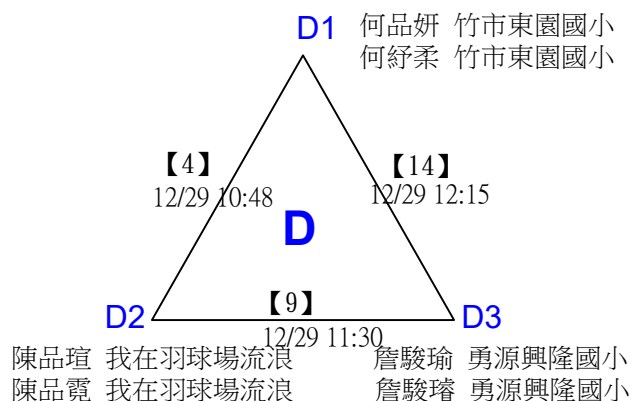 D1 何品妍 竹市東園國小
何紓柔 竹市東園國小
【4】 【14】
12/29 10:48 12/29 12:15
D
【9】
D2 D3
12/29 11:30
陳品瑄 我在羽球場流浪 詹駿瑜 勇源興隆國小
陳品霓 我在羽球場流浪 詹駿璿 勇源興隆國小